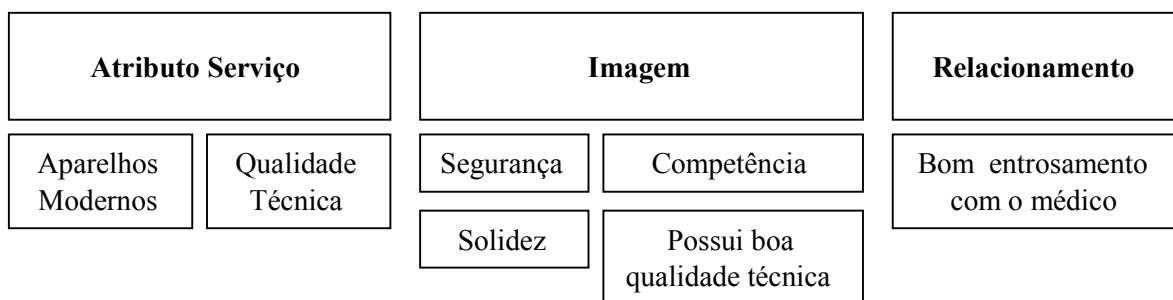 Atributo Serviço
Imagem
Relacionamento
Aparelhos
Modernos
Qualidade
Técnica
Segurança
Competência
Solidez
Possui boa
qualidade técnica
Bom entrosamento
com o médico